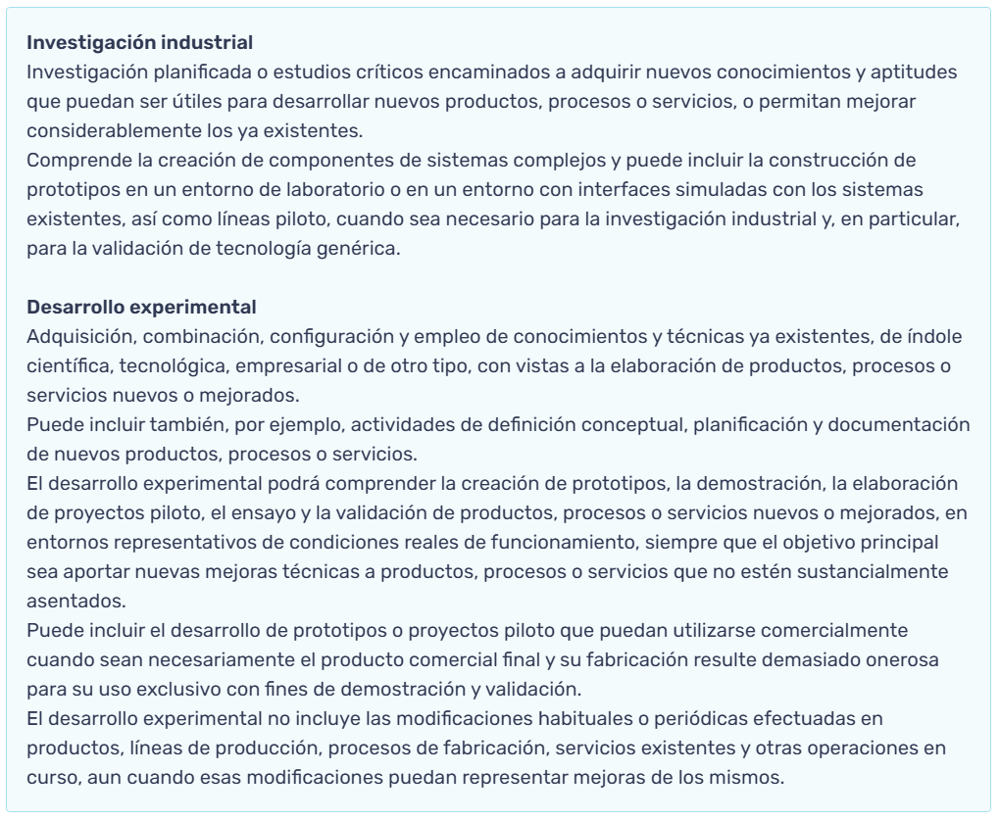 Investigación industrial
Investigación planificada o estudios críticos encaminados a adquirir nuevos conocimientos y aptitudes
que puedan ser útiles para desarrollar nuevos productos, procesos o servicios, o permitan mejorar
considerablemente los ya existentes.
Comprende la creación de componentes de sistemas complejos y puede incluir la construcción de
prototipos en un entorno de laboratorio o en un entorno con interfaces simuladas con los sistemas
existentes, así como líneas piloto, cuando sea necesario para la investigación industrial y, en particular,
para la validación de tecnología genérica.
Desarrollo experimental
Adquisición, combinación, configuración y empleo de conocimientos y técnicas ya existentes, de índole
científica, tecnológica, empresarial o de otro tipo, con vistas a la elaboración de productos, procesos o
servicios nuevos o mejorados.
Puede incluir también, por ejemplo, actividades de definición conceptual, planificación y documentación
de nuevos productos, procesos o servicios.
El desarrollo experimental podrá comprender la creación de prototipos, la demostración, la elaboración
de proyectos piloto, el ensayo y la validación de productos, procesos o servicios nuevos o mejorados, en
entornos representativos de condiciones reales de funcionamiento, siempre que el objetivo principal
sea aportar nuevas mejoras técnicas a productos, procesos o servicios que no estén sustancialmente
asentados.
Puede incluir el desarrollo de prototipos o proyectos piloto que puedan utilizarse comercialmente
cuando sean necesariamente el producto comercial final y su fabricación resulte demasiado onerosa
para su uso exclusivo con fines de demostración y validación.
El desarrollo experimental no incluye las modificaciones habituales o periódicas efectuadas en
productos, líneas de producción, procesos de fabricación, servicios existentes y otras operaciones en
curso, aun cuando esas modificaciones puedan representar mejoras de los mismos.